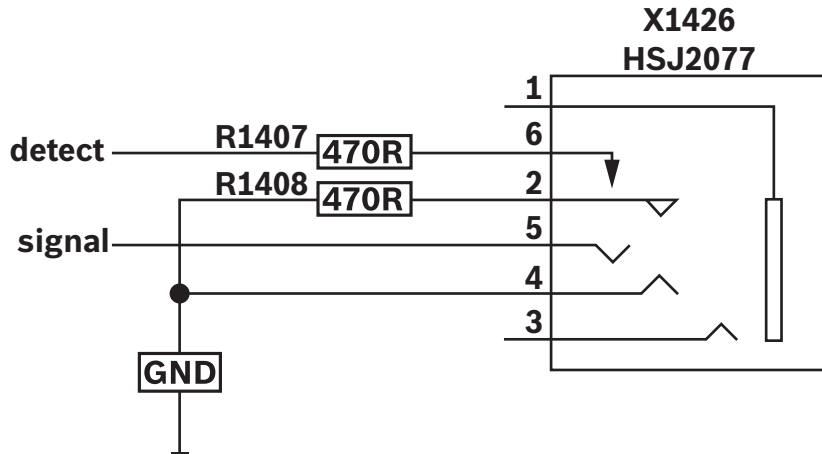 X1426
HSJ2077
1
detect R1407 470R 6
R1408 470R 2
signal 5
4
3
GND